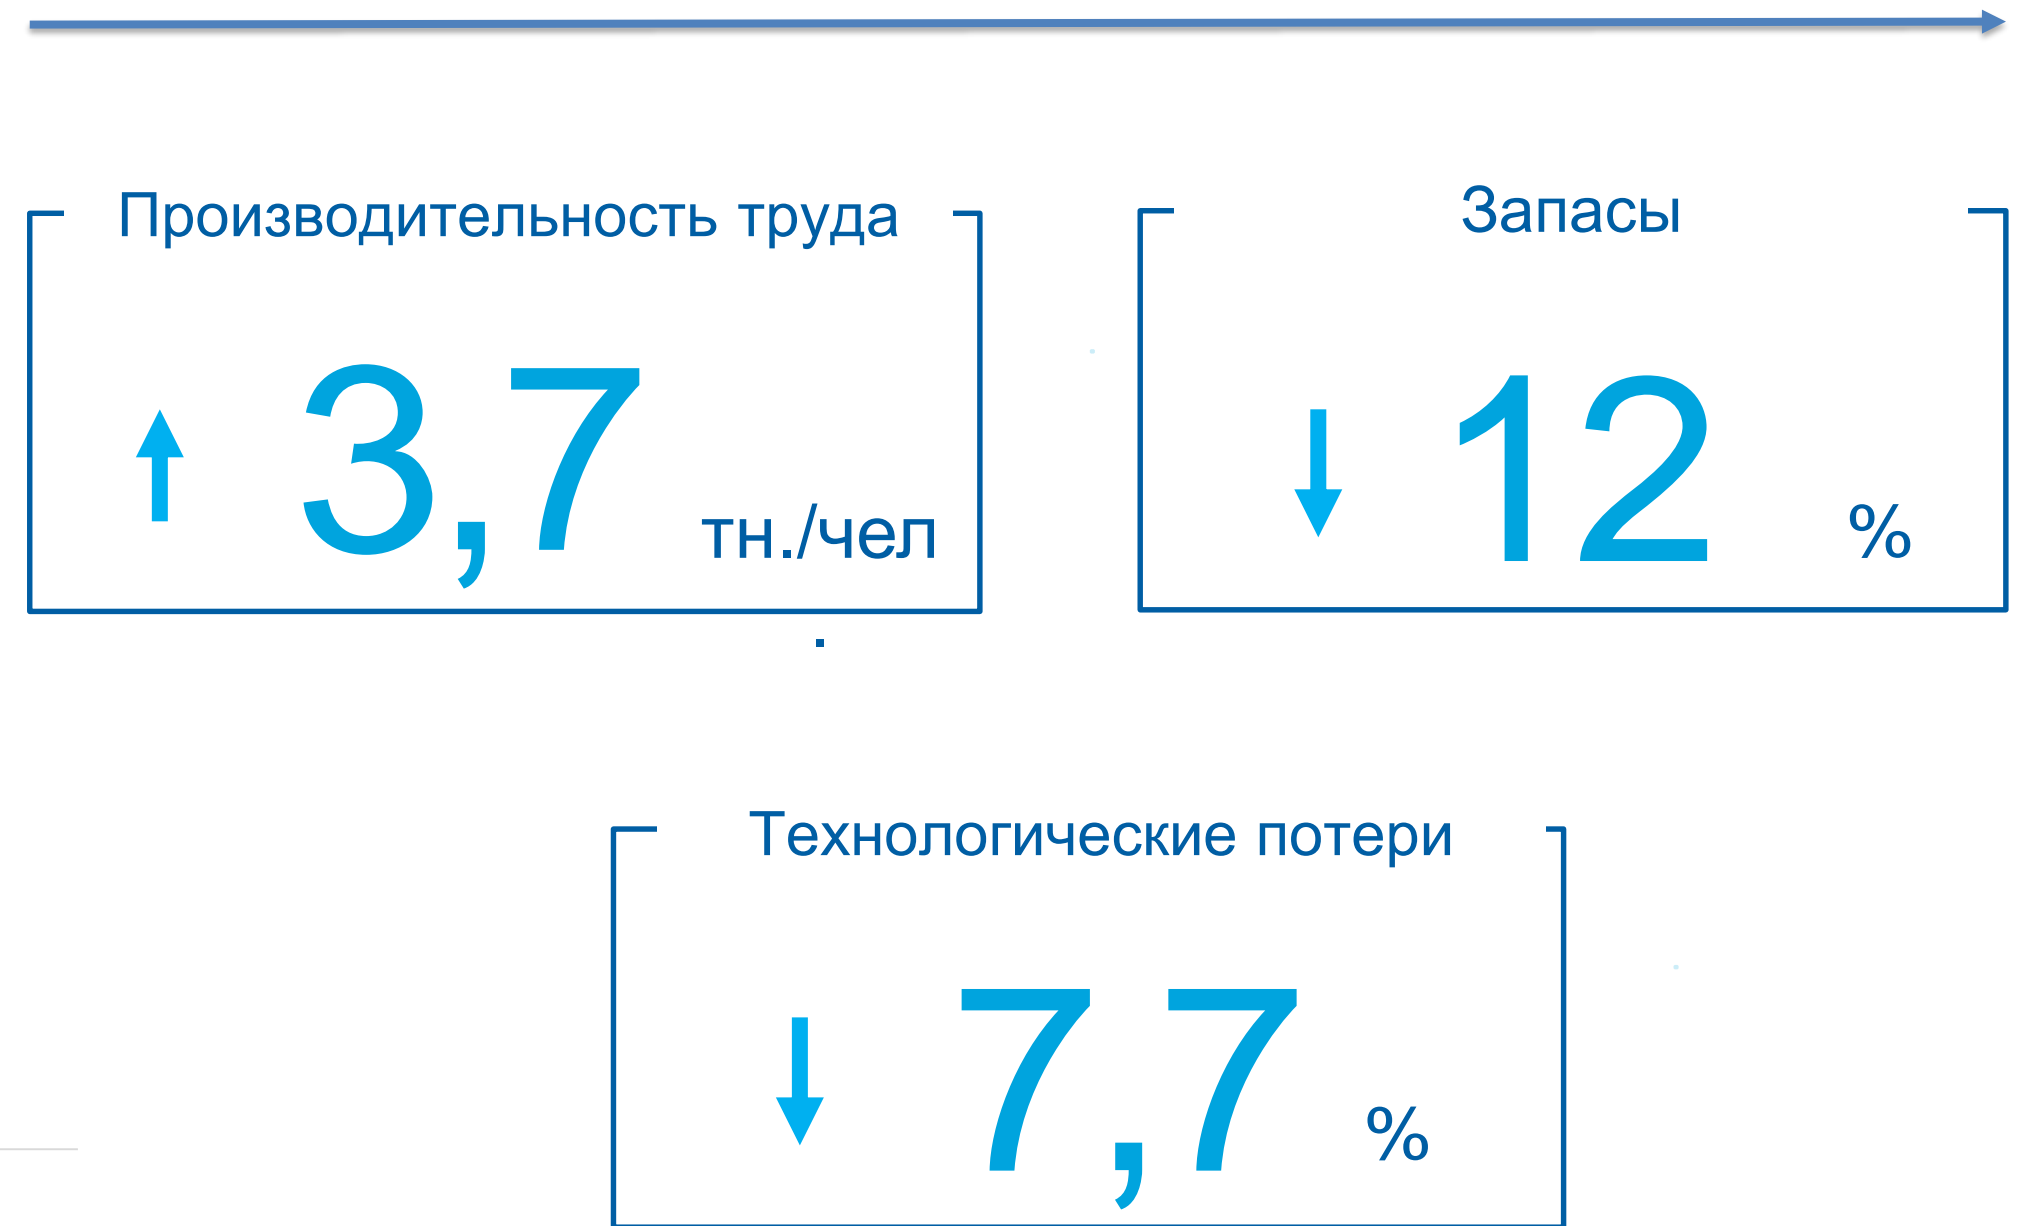 Производительность труда
3,7 тн./чел
.
Запасы
12 %
Технологические потери
7,7 %